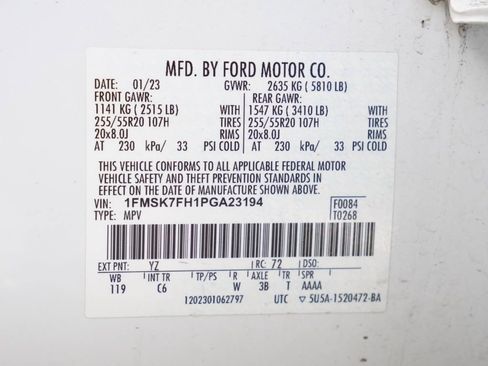 MFD. BY FORD MOTOR CO.
DATE: 01/23 GVWR: 2635 KG ( 5810 LB)
FRONT GAWR: REAR GAWR:
1141 KG ( 2515 LB) WITH 1547 KG ( 3410 LB) WITH
255/55R20 107H TIRES 255/55R20 107H TIRES
20x8.0J RIMS 20x8.0J RIMS
AT 230 kPa/ 33 PSI COLD AT 230 kPa/ 33 PSI COLD
THIS VEHICLE CONFORMS TO ALL APPLICABLE FEDERAL MOTOR
VEHICLE SAFETY AND THEFT PREVENTION STANDARDS IN
EFFECT ON THE DATE OF MANUFACTURE SHOWN ABOVE.
VIN: 1FMSK7FH1PGA23194 F0084
TYPE: MPV T0268
EXT PNT: YZ RC: 72 DSO:
WB INT TR TP/PS R AXLE TR SPR
119 C6 W 3B T AAAA
1202301062797 UTC ▽ 5U5A-1520472-BA